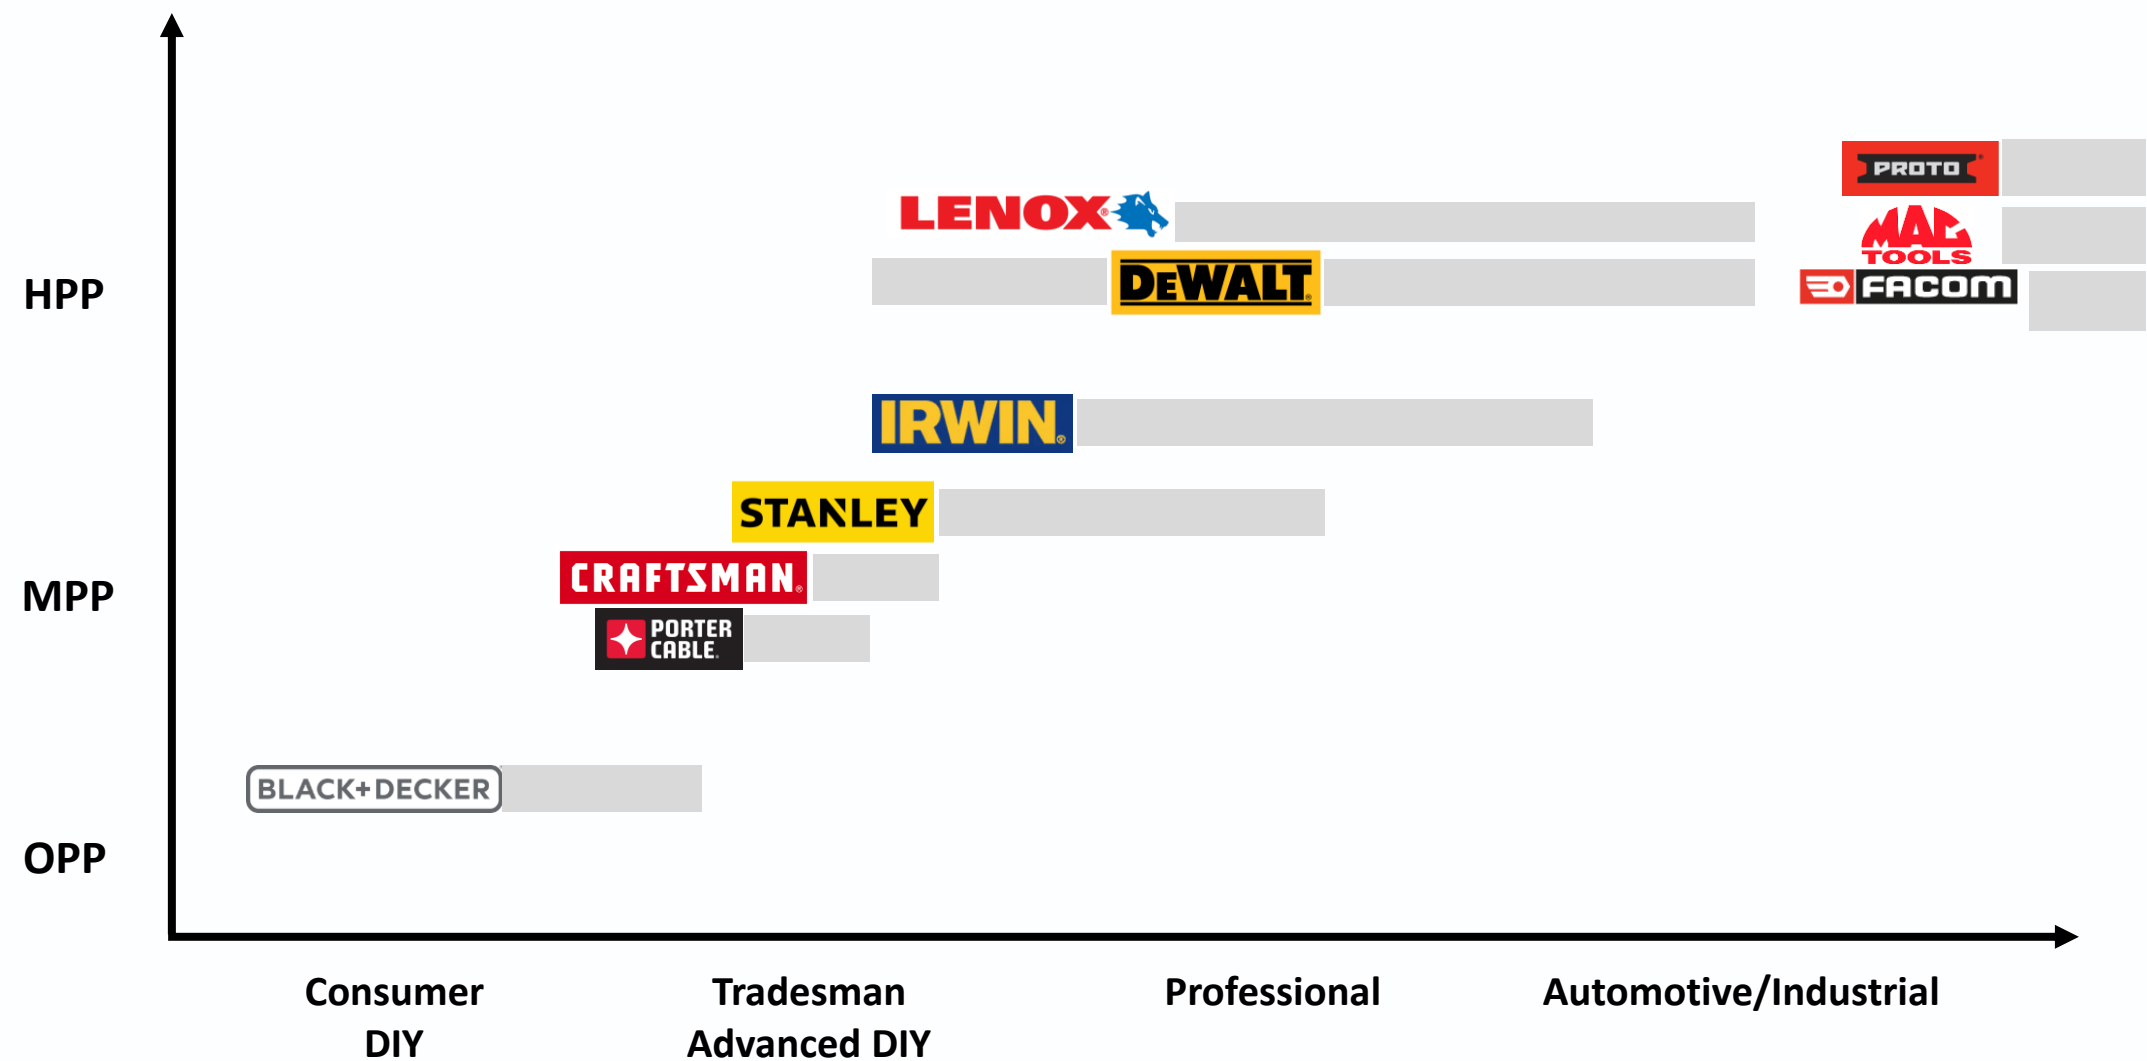 PROTO®
LENOX®
MAC
TOOLS
HPP
DEWALT®
FACOM
IRWIN®
STANLEY
CRAFTSMAN®
MPP
PORTER
CABLE®
BLACK+DECKER
OPP
Consumer
DIY
Tradesman
Advanced DIY
Professional
Automotive/Industrial